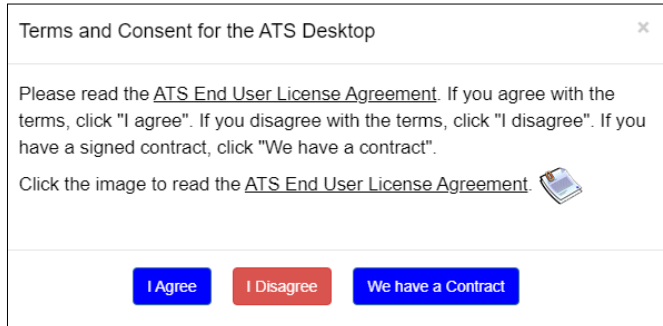 Terms and Consent for the ATS Desktop
×
Please read the ATS End User License Agreement. If you agree with the
terms, click "I agree". If you disagree with the terms, click "I disagree". If you
have a signed contract, click "We have a contract".
Click the image to read the ATS End User License Agreement.
I Agree
I Disagree
We have a Contract